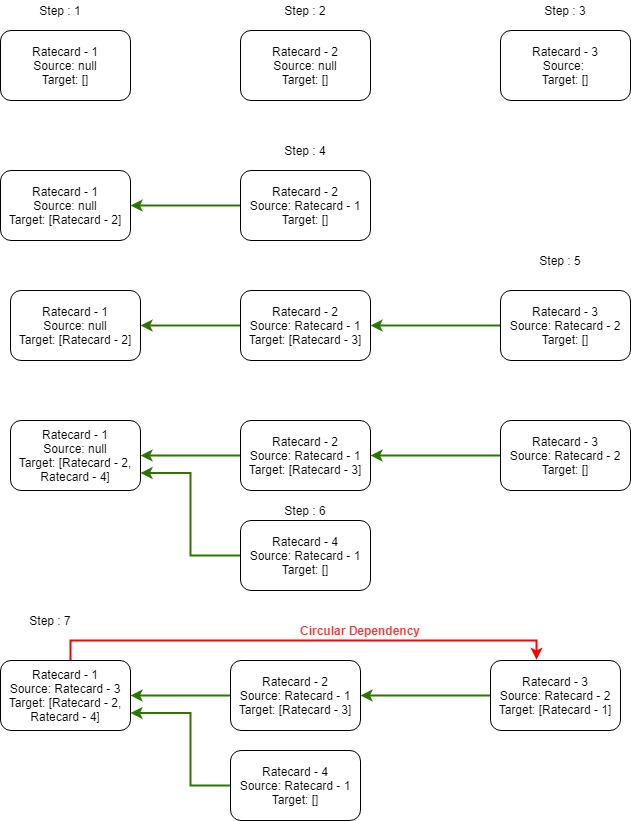 Step : 1
Step : 2
Step : 3
Ratecard - 1
Source: null
Target: []
Ratecard - 2
Source: null
Target: []
Ratecard - 3
Source:
Target: []
Step : 4
Ratecard - 1
Source: null
Target: [Ratecard - 2]
Ratecard - 2
Source: Ratecard - 1
Target: []
Step : 5
Ratecard - 1
Source: null
Target: [Ratecard - 2]
Ratecard - 2
Source: Ratecard - 1
Target: [Ratecard - 3]
Ratecard - 3
Source: Ratecard - 2
Target: []
Ratecard - 1
Source: null
Target: [Ratecard - 2,
Ratecard - 4]
Ratecard - 2
Source: Ratecard - 1
Target: [Ratecard - 3]
Ratecard - 3
Source: Ratecard - 2
Target: []
Step : 6
Ratecard - 4
Source: Ratecard - 1
Target: []
Step : 7
Circular Dependency
Ratecard - 1
Source: Ratecard - 3
Target: [Ratecard - 2,
Ratecard - 4]
Ratecard - 2
Source: Ratecard - 1
Target: [Ratecard - 3]
Ratecard - 3
Source: Ratecard - 2
Target: [Ratecard - 1]
Ratecard - 4
Source: Ratecard - 1
Target: []